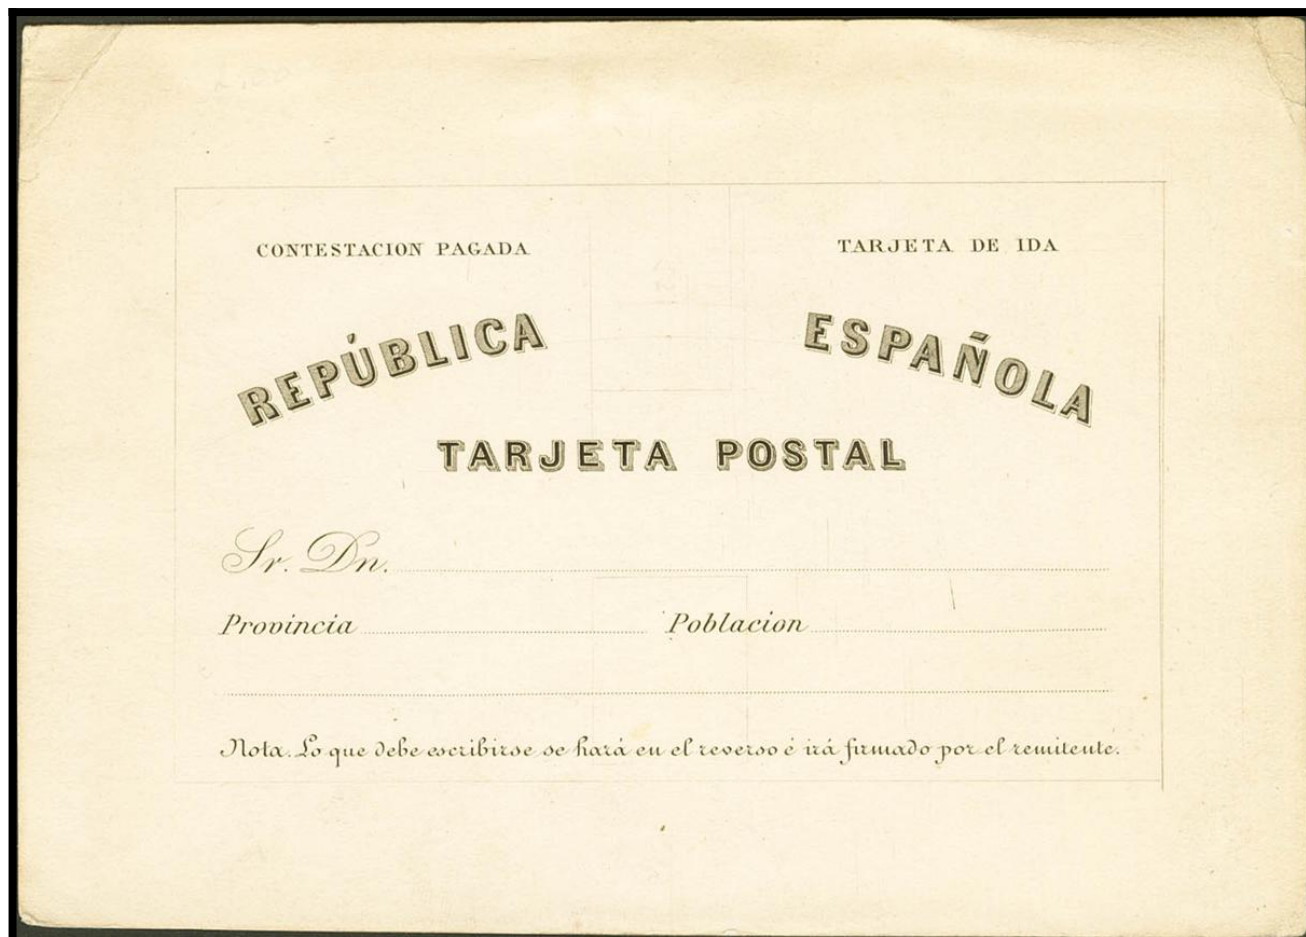 CONTESTACION PAGADA
TARJETA DE IDA
REPÚBLICA ESPAÑOLA
TARJETA POSTAL
Sr. Dn.
Provincia Poblacion
Nota. Lo que debe escribirse se hará en el reverso é irá firmado por el remitente.